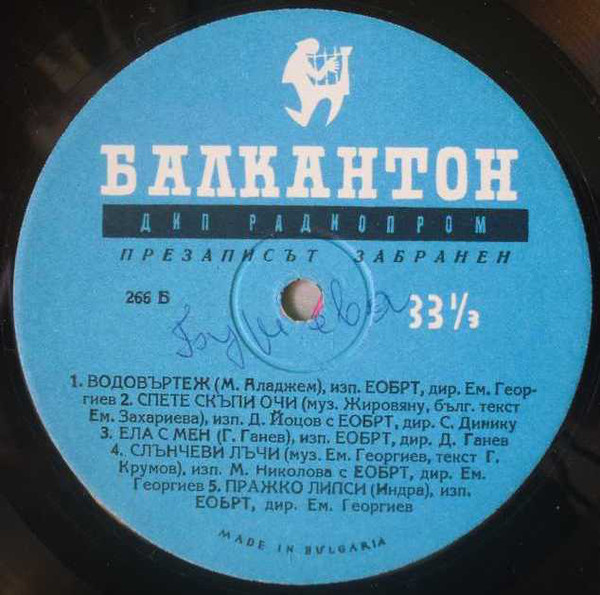 БАЛКАНТОН
ДИП РАДИОПРОМ
ПРЕЗАПИСЪТ ЗАБРАНЕН
266 Б
33⅓
1. ВОДОВЪРТЕЖ (М. Аладжем), изп. ЕОБРТ, дир. Ем. Геор-
гиев 2. СПЕТЕ СКЪПИ ОЧИ (муз. Жировяну, бълг. текст
Ем. Захариева), изп. Д. Йоцов с ЕОБРТ, дир. С. Динику
3. ЕЛА С МЕН (Г. Ганев), изп. ЕОБРТ, дир. Д. Ганев
4. СЛЪНЧЕВИ ЛЪЧИ (муз. Ем. Георгиев, текст Г.
Крумов), изп. М. Николова с ЕОБРТ, дир. Ем.
Георгиев 5. ПРАЖКО ЛИПСИ (Индра), изп.
ЕОБРТ, дир. Ем. Георгиев
MADE IN BULGARIA